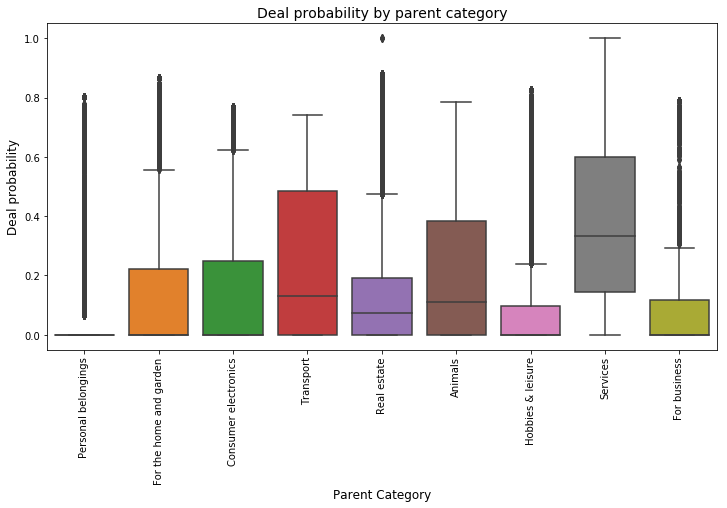 Deal probability by parent category
Deal probability
1.0
0.8
0.6
0.4
0.2
0.0
Personal belongings
For the home and garden
Consumer electronics
Transport
Real estate
Animals
Hobbies & leisure
Services
For business
Parent Category